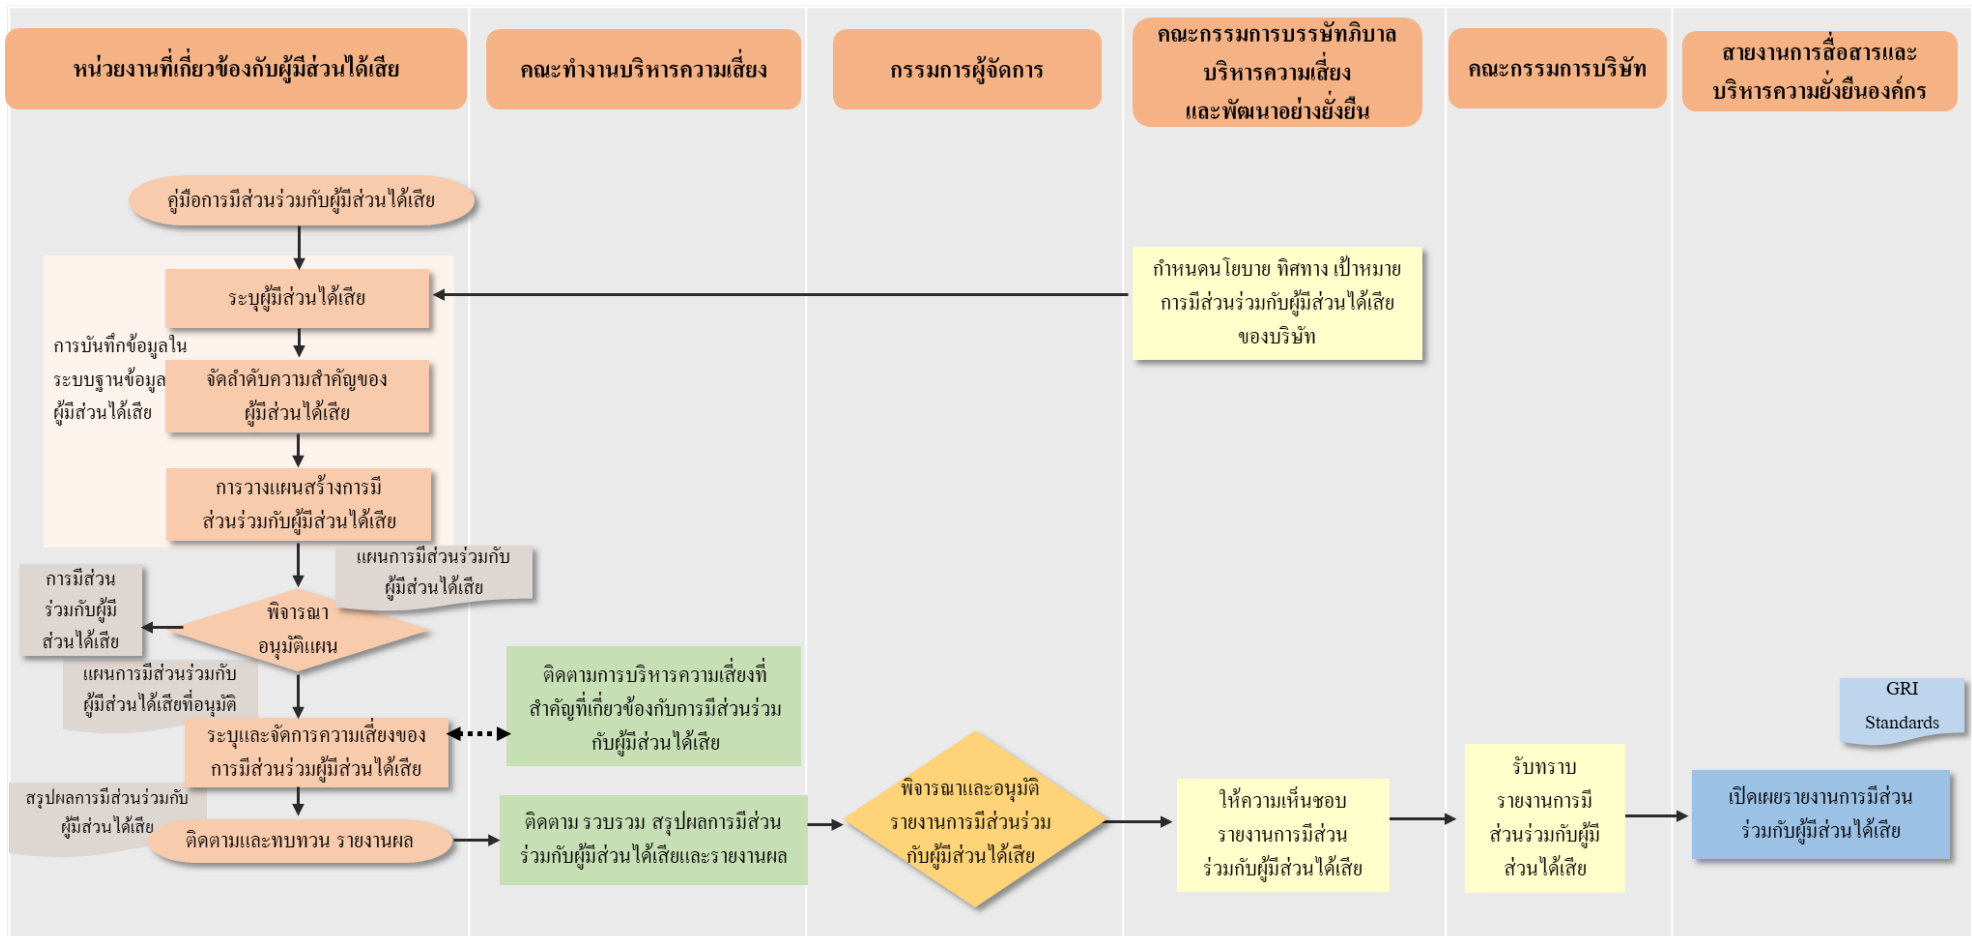 หน่วยงานที่เกี่ยวข้องกับผู้มีส่วนได้เสีย
คณะทำงานบริหารความเสี่ยง
กรรมการผู้จัดการ
คณะกรรมการบรรษัทภิบาล
บริหารความเสี่ยง
และพัฒนาอย่างยั่งยืน
คณะกรรมการบริษัท
สายงานการสื่อสารและ
บริหารความยั่งยืนองค์กร
คู่มือการมีส่วนร่วมกับผู้มีส่วนได้เสีย
ระบุผู้มีส่วนได้เสีย
กำหนดนโยบาย ทิศทาง เป้าหมาย
การมีส่วนร่วมกับผู้มีส่วนได้เสีย
ของบริษัท
การบันทึกข้อมูลใน
ระบบฐานข้อมูล
ผู้มีส่วนได้เสีย
จัดลำดับความสำคัญของ
ผู้มีส่วนได้เสีย
การวางแผนสร้างการมี
ส่วนร่วมกับผู้มีส่วนได้เสีย
แผนการมีส่วนร่วมกับ
ผู้มีส่วนได้เสีย
การมีส่วน
ร่วมกับผู้มี
ส่วนได้เสีย
พิจารณา
อนุมัติแผน
แผนการมีส่วนร่วมกับ
ผู้มีส่วนได้เสียที่อนุมัติ
ระบุและจัดการความเสี่ยงของ
การมีส่วนร่วมผู้มีส่วนได้เสีย
ติดตามการบริหารความเสี่ยงที่
สำคัญที่เกี่ยวข้องกับการมีส่วนร่วม
กับผู้มีส่วนได้เสีย
สรุปผลการมีส่วนร่วมกับ
ผู้มีส่วนได้เสีย
ติดตามและทบทวน รายงานผล
ติดตาม รวบรวม สรุปผลการมีส่วน
ร่วมกับผู้มีส่วนได้เสียและรายงานผล
พิจารณาและอนุมัติ
รายงานการมีส่วนร่วม
กับผู้มีส่วนได้เสีย
ให้ความเห็นชอบ
รายงานการมีส่วน
ร่วมกับผู้มีส่วนได้เสีย
รับทราบ
รายงานการมี
ส่วนร่วมกับผู้มี
ส่วนได้เสีย
GRI
Standards
เปิดเผยรายงานการมีส่วน
ร่วมกับผู้มีส่วนได้เสีย